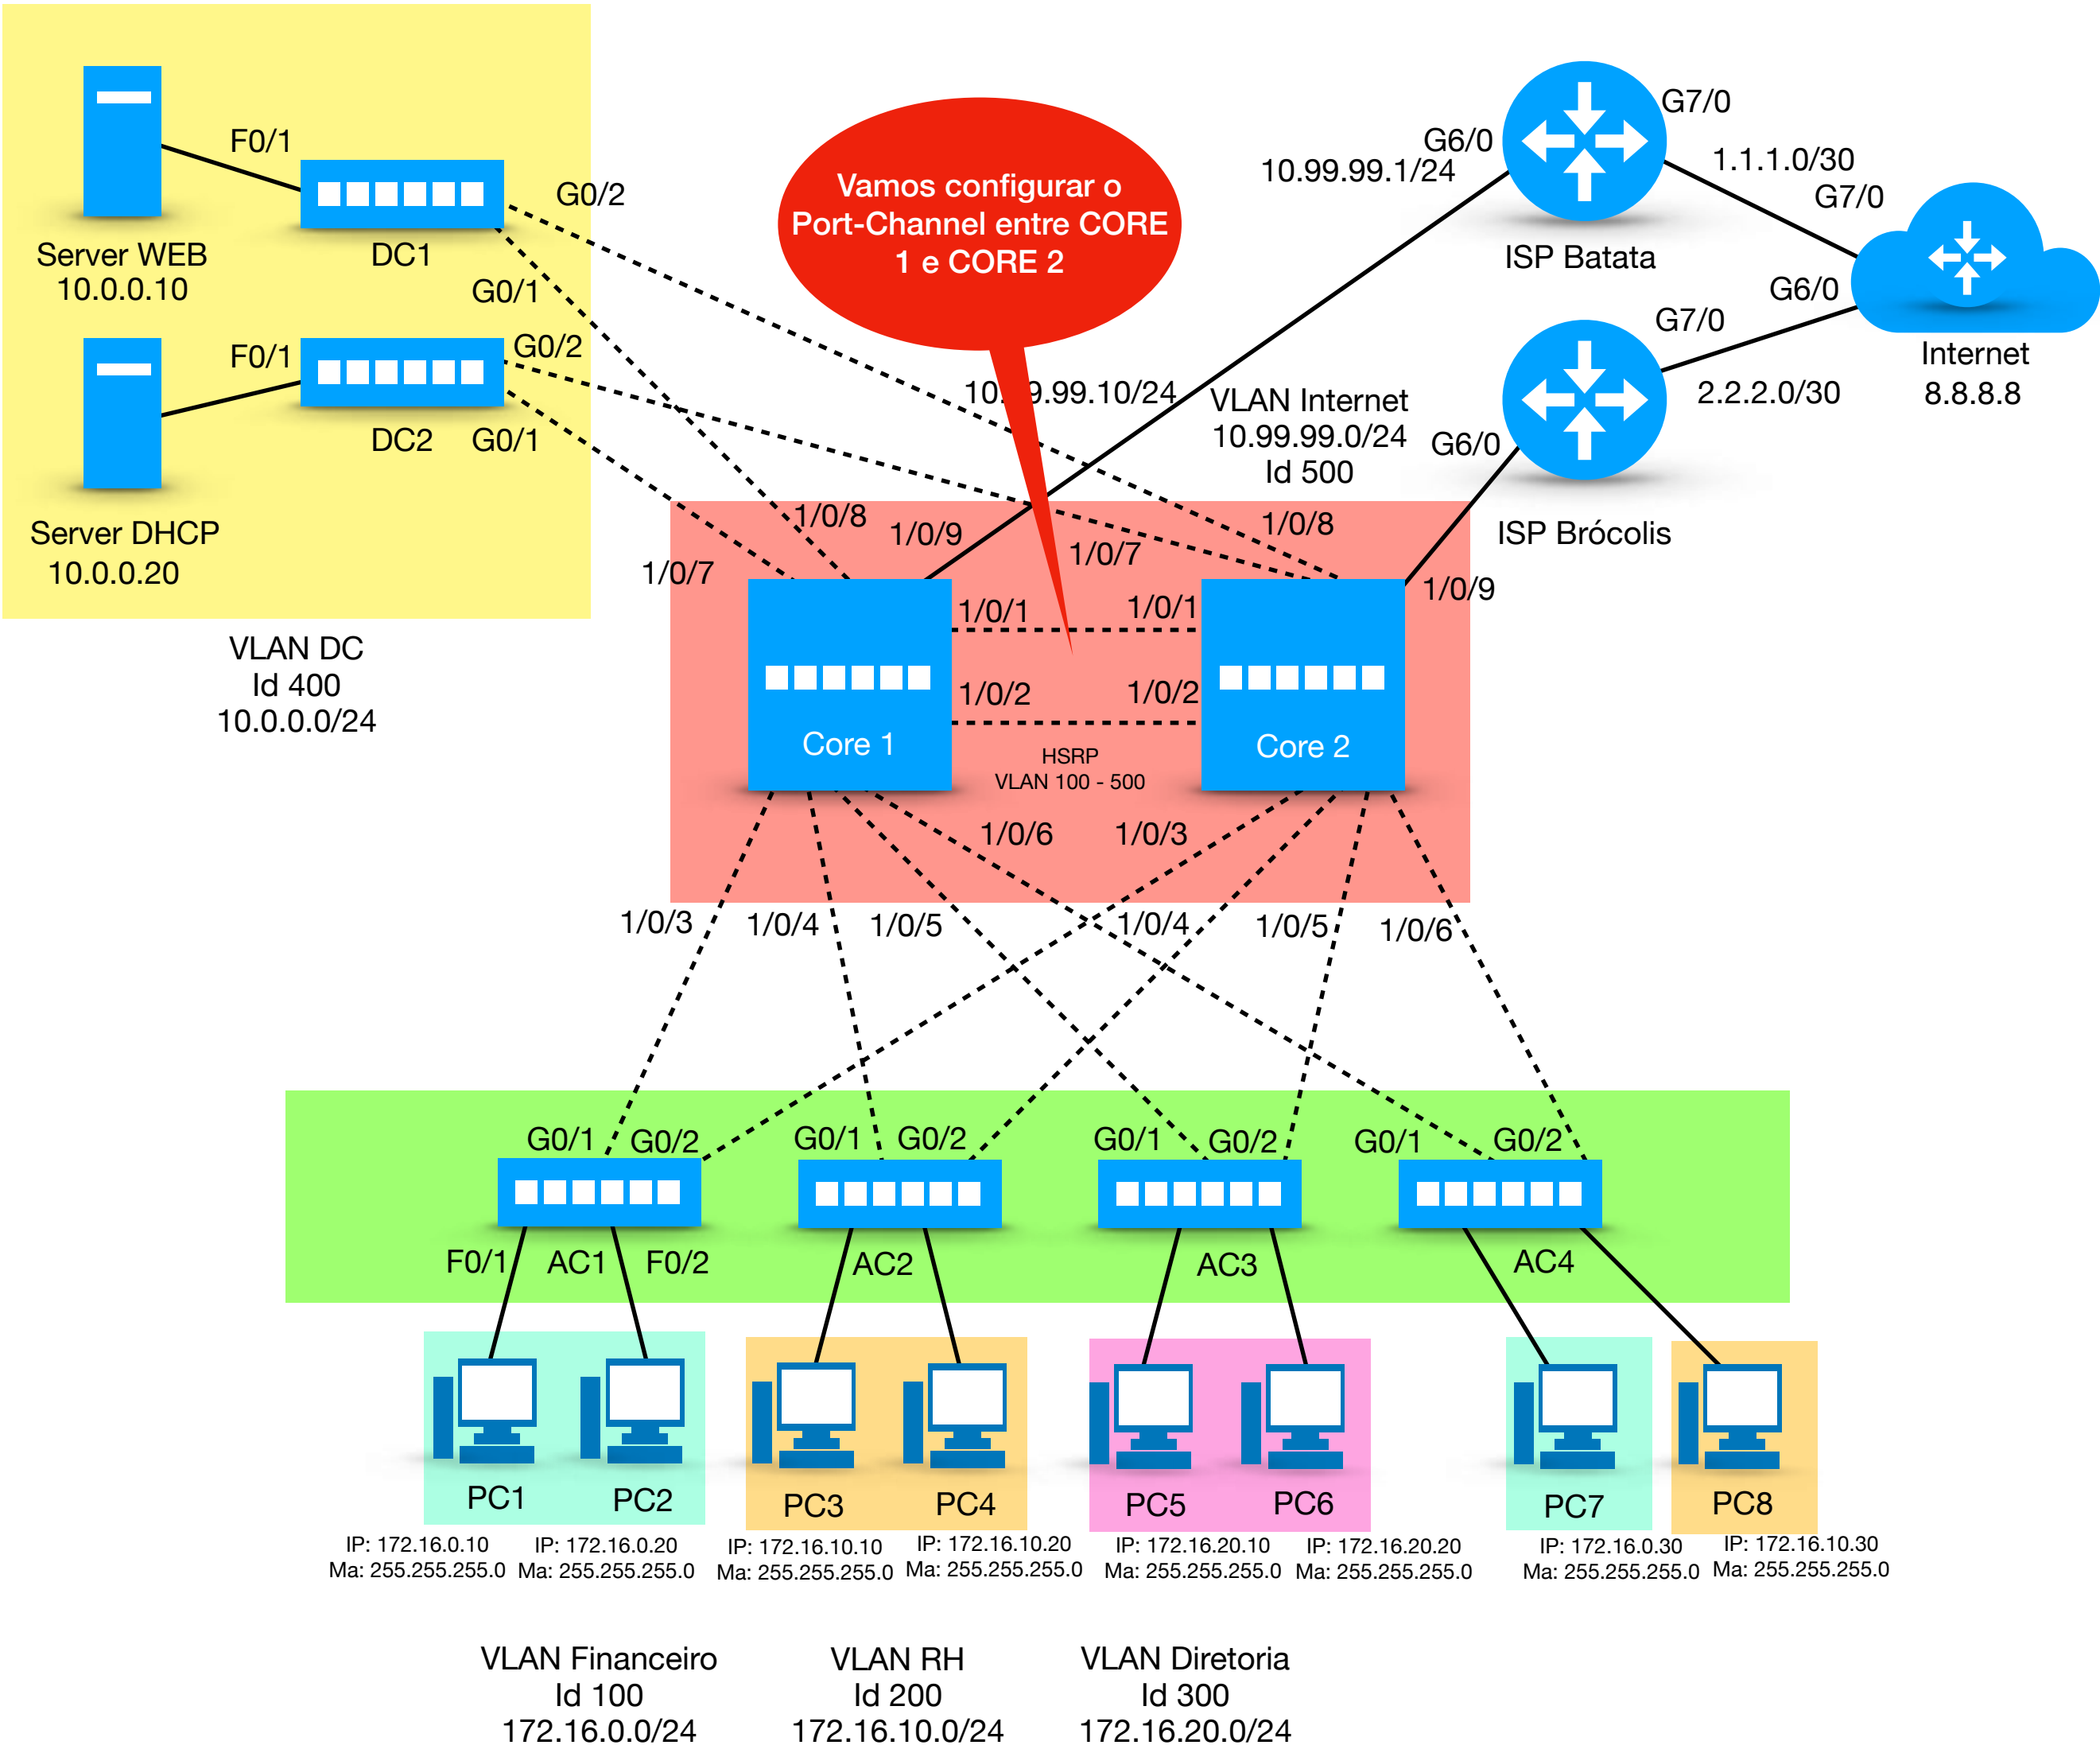 Vamos configurar o
Port-Channel entre CORE
1 e CORE 2
F0/1
G0/2
DC1
Server WEB
10.0.0.10
G0/1
F0/1
G0/2
DC2
G0/1
Server DHCP
10.0.0.20
VLAN DC
Id 400
10.0.0.0/24
G7/0
G6/0
10.99.99.1/24
1.1.1.0/30
G7/0
ISP Batata
G6/0
G7/0
Internet
8.8.8.8
2.2.2.0/30
G6/0
ISP Brócolis
VLAN Internet
10.99.99.0/24
Id 500
9.99.10/24
1/0/8
1/0/9
1/0/7
1/0/7
1/0/8
1/0/9
1/0/1
1/0/1
1/0/2
1/0/2
Core 1
Core 2
HSRP
VLAN 100 - 500
1/0/6
1/0/3
1/0/3
1/0/4
1/0/5
1/0/4
1/0/5
1/0/6
G0/1
G0/2
G0/1
G0/2
G0/1
G0/2
G0/1
G0/2
F0/1
AC1
F0/2
AC2
AC3
AC4
PC1
PC2
PC3
PC4
PC5
PC6
PC7
PC8
IP: 172.16.0.10
Ma: 255.255.255.0
IP: 172.16.0.20
Ma: 255.255.255.0
IP: 172.16.10.10
Ma: 255.255.255.0
IP: 172.16.10.20
Ma: 255.255.255.0
IP: 172.16.20.10
Ma: 255.255.255.0
IP: 172.16.20.20
Ma: 255.255.255.0
IP: 172.16.0.30
Ma: 255.255.255.0
IP: 172.16.10.30
Ma: 255.255.255.0
VLAN Financeiro
Id 100
172.16.0.0/24
VLAN RH
Id 200
172.16.10.0/24
VLAN Diretoria
Id 300
172.16.20.0/24